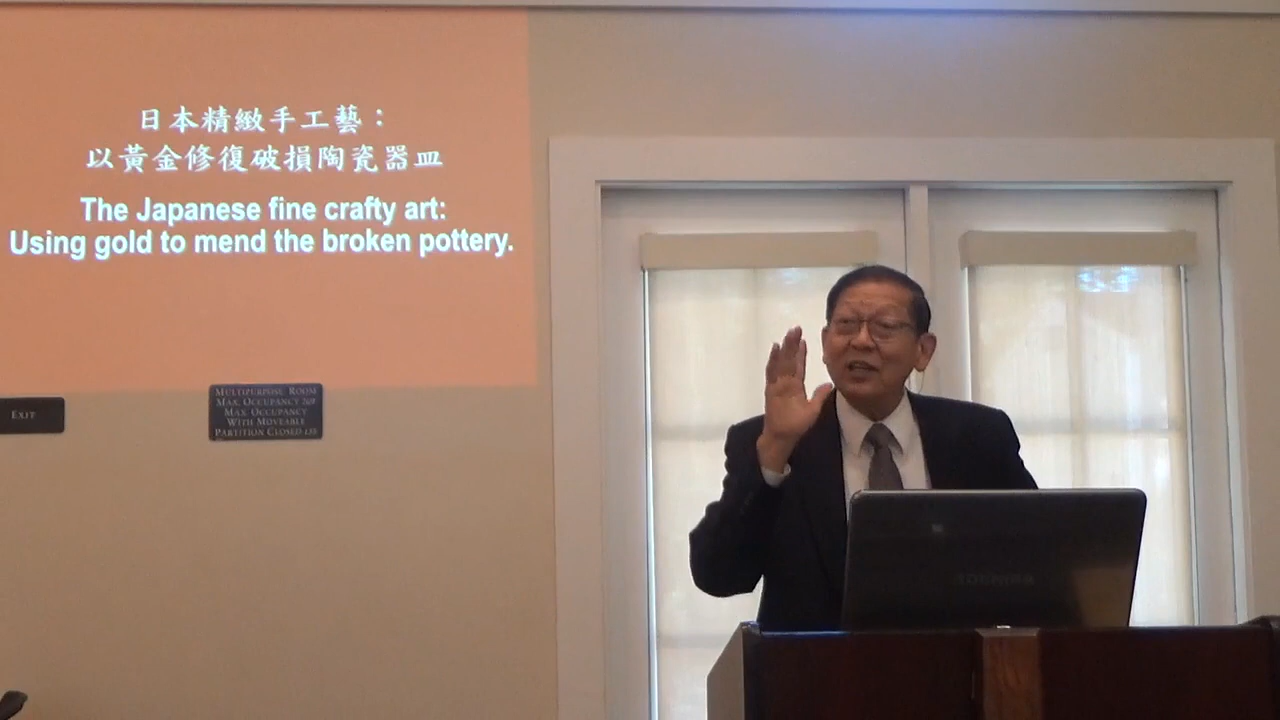 日本精緻手工藝：
以黃金修復破損陶瓷器皿
The Japanese fine crafty art:
Using gold to mend the broken pottery.
EXIT
MULTIPURPOSE ROOM
MAX. OCCUPANCY
MAX. OCCUPANCY
WITH MOVEABLE
PARTITION CLOSED
TOSHIBA